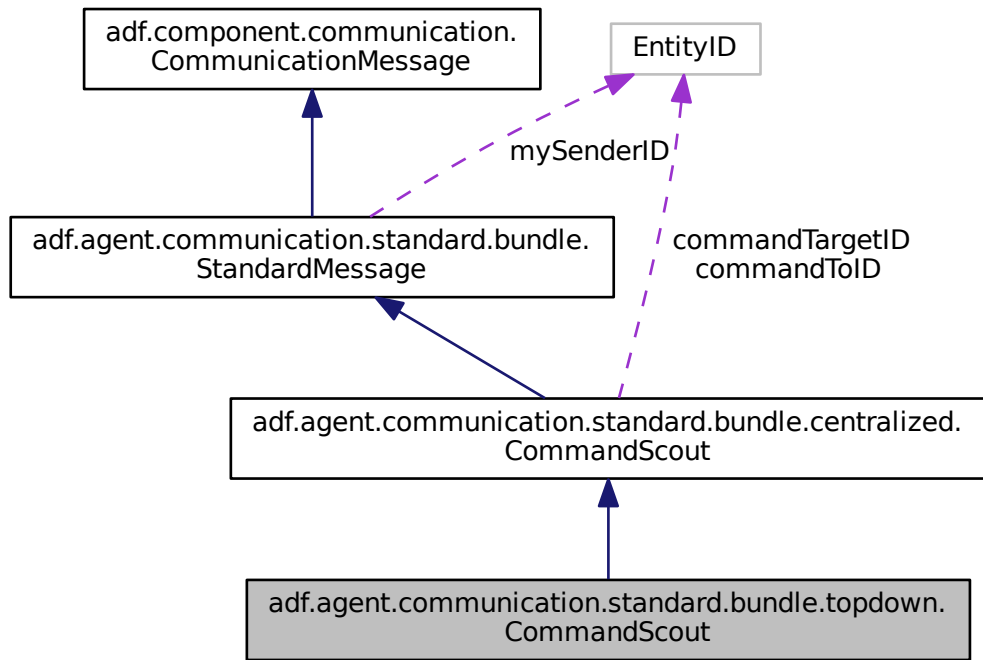 adf.component.communication.
CommunicationMessage
EntityID
mySenderID
adf.agent.communication.standard.bundle.
StandardMessage
commandTargetID
commandToID
adf.agent.communication.standard.bundle.centralized.
CommandScout
adf.agent.communication.standard.bundle.topdown.
CommandScout